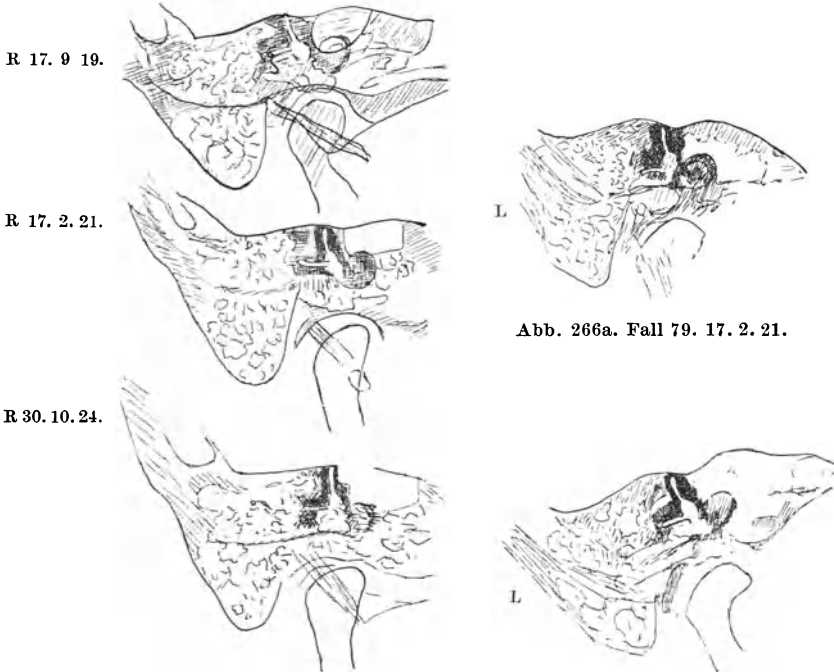 R 17. 9 19.
R 17. 2. 21.
L
Abb. 266a. Fall 79. 17. 2. 21.
R 30. 10. 24.
L